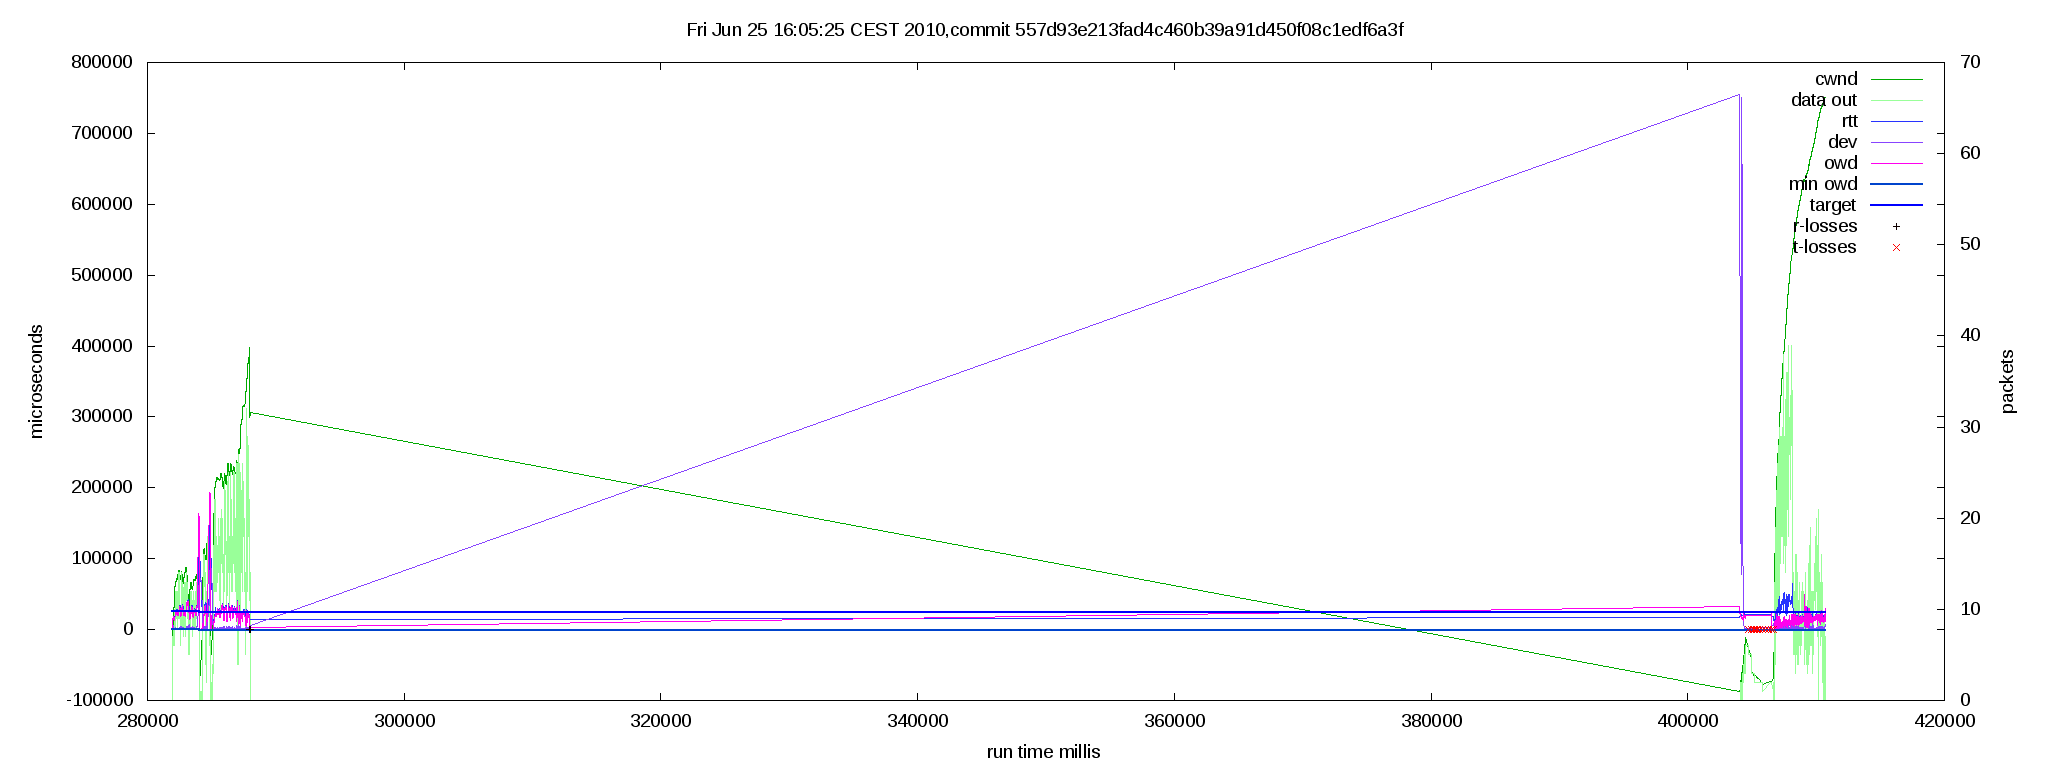 Fri Jun 25 16:05:25 CEST 2010,commit 557d93e213fad4c460b39a91d450f08c1edf6a3f
800000
700000
600000
500000
400000
300000
200000
100000
0
-100000
microseconds
70
60
50
40
30
20
10
0
packets
cwnd
data out
rtt
dev
owd
min owd
target
r-losses
t-losses
280000 300000 320000 340000 360000 380000 400000 420000
run time millis